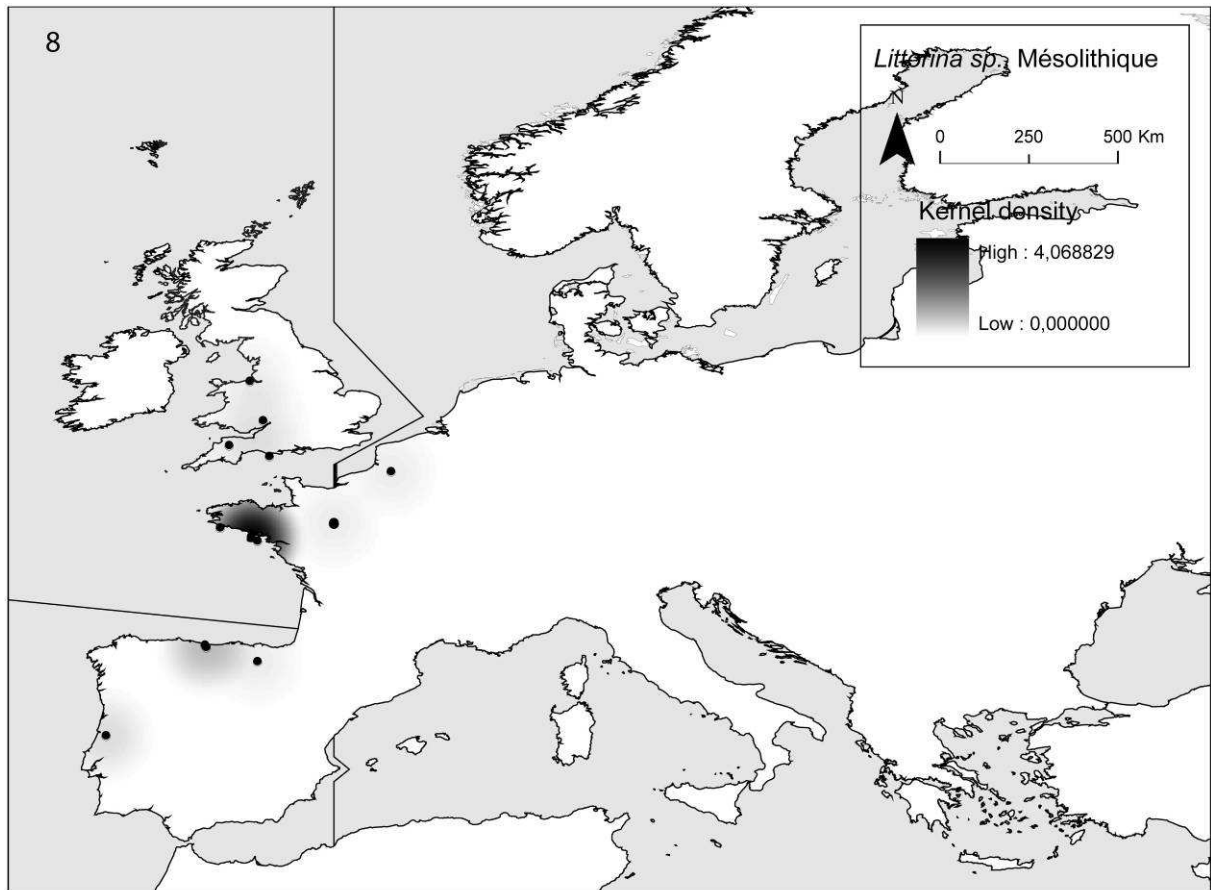 8
Littorina sp., Mésolithique
N
0 250 500 Km
Kernel density
High : 4,068829
Low : 0,000000